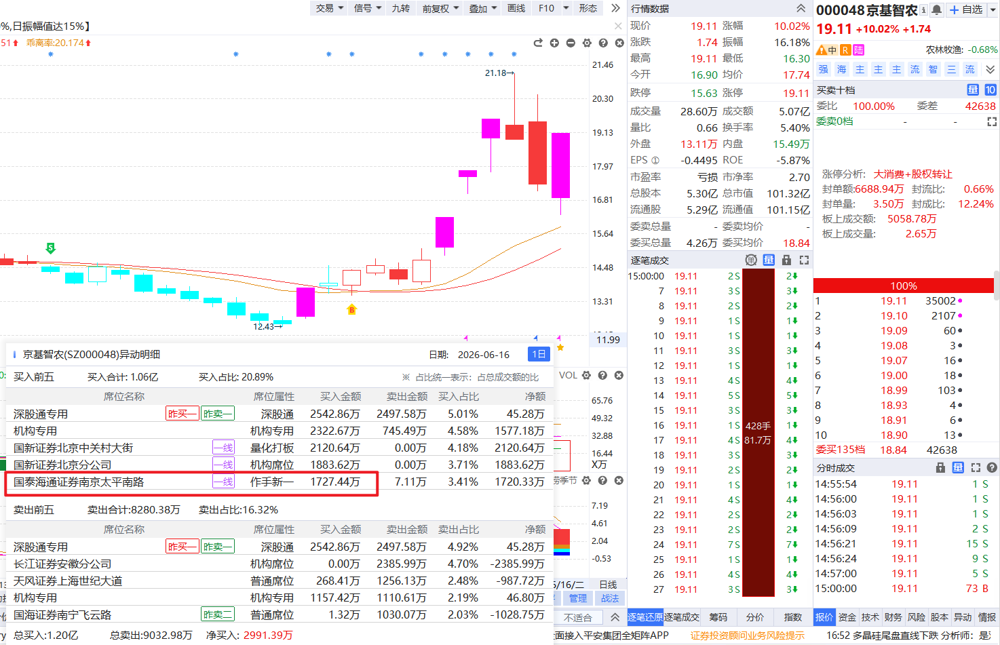 交易 信号 九转 前复权 叠加 画线 F10 形态
%,日振幅值达15%】
51 乖离率:20.174
21.46
21.18
20.30
19.13
17.97
16.81
15.64
14.48
13.31
12.43
11.99
S
B
VOL
65.76
49.32
32.88
16.44
X万
捞季节
7.19
4.61
2.04
-0.53
5/16/二 日线
管理 战法
不适合
京基智农(SZ000048)异动明细 日期: 2026-06-16 1日
买入前五 买入合计: 1.06亿 买入占比: 20.89% ※ 占比统一表示：占总成交额的比
席位名称 席位属性 买入金额 卖出金额 买入占比 净额
深股通专用 昨买一 昨卖一 深股通 2542.86万 2497.58万 5.01% 45.28万
机构专用 机构专用 2322.67万 745.49万 4.58% 1577.18万
国新证券北京中关村大街 一线 量化打板 2120.64万 0.00万 4.18% 2120.64万
国新证券北京分公司 一线 机构席位 1883.62万 0.00万 3.71% 1883.62万
国泰海通证券南京太平南路 一线 作手新一 1727.44万 7.11万 3.41% 1720.33万
卖出前五 卖出合计:8280.38万 卖出占比:16.32%
席位名称 席位属性 买入金额 卖出金额 卖出占比 净额
深股通专用 昨买一 昨卖一 深股通 2542.86万 2497.58万 4.92% 45.28万
长江证券安徽分公司 机构席位 0.00万 2385.99万 4.70% -2385.99万
天风证券上海世纪大道 普通席位 268.41万 1256.13万 2.48% -987.72万
机构专用 机构专用 1157.42万 1110.61万 2.19% 46.80万
国海证券南宁飞云路 昨卖二 普通席位 1.32万 1030.07万 2.03% -1028.75万
总买入:1.20亿 总卖出:9032.98万 净买入: 2991.39万
行情数据
现价 19.11 涨幅 10.02%
涨跌 1.74 振幅 16.18%
最高 19.11 最低 16.30
今开 16.90 均价 17.74
跌停 15.63 涨停 19.11
成交量 28.60万 成交额 5.07亿
量比 0.66 换手率 5.40%
外盘 13.11万 内盘 15.49万
EPS ① -0.4495 ROE -5.87%
市盈率 亏损 市净率 2.70
总股本 5.30亿 总市值 101.32亿
流通股 5.29亿 流通值 101.15亿
委卖总量 - 委卖均价 -
委买总量 4.26万 委买均价 18.84
逐笔成交 单 量
15:00:00 19.11 2 S 2
7 19.11 3 S 3
8 19.11 2 S 2
9 19.11 1 S 1
10 19.11 1 S 1
11 19.11 3 S 3
12 19.11 1 S 1
13 19.11 4 S 4
14 19.11 5 S 5
15 19.11 3 S 3
16 19.11 1 S 428手 1
17 19.11 4 S 81.7万 4
18 19.11 3 S 3
19 19.11 2 S 2
20 19.11 1 S 1
21 19.11 4 S 4
22 19.11 2 S 2
23 19.11 2 S 2
24 19.11 7 S 7
25 19.11 1 S 1
26 19.11 4 S 4
27 19.11 3 S 3
逐笔还原 逐笔成交 筹码 分价 指数
面接入平安集团全矩阵APP 证券投资顾问业务风险提示 16:52 多晶硅尾盘直线下跌 分析师：是
000048 京基智农 自选
19.11 +10.02% +1.74
中 R 陆 农林牧渔: -0.68%
强 海 主 主 主 流 智 三 流
买卖十档 量 10
委比 100.00% 委差 42638
委卖0档 - -
涨停分析: 大消费+股权转让
封单额:6688.94万 封流比: 0.66%
封单量: 3.50万 封成比: 12.24%
板上成交额: 5058.78万
板上成交量: 2.65万
100%
1 19.11 35002
2 19.10 2107
3 19.09 60
4 19.08 3
5 19.07 16
6 19.00 18
7 18.99 103
8 18.93 4
9 18.91 6
10 18.90 13
委买135档 18.84 42638
分时成交 量
14:55:54 19.11 1 S
14:56:00 19.11 1 S
14:56:03 19.11 1 S
14:56:09 19.11 2 S
14:56:21 19.11 15 S
14:56:24 19.11 9 S
14:57:00 19.11 5 S
15:00:00 19.11 73 B
报价 资金 技术 财务 风险 股本 异动 情报